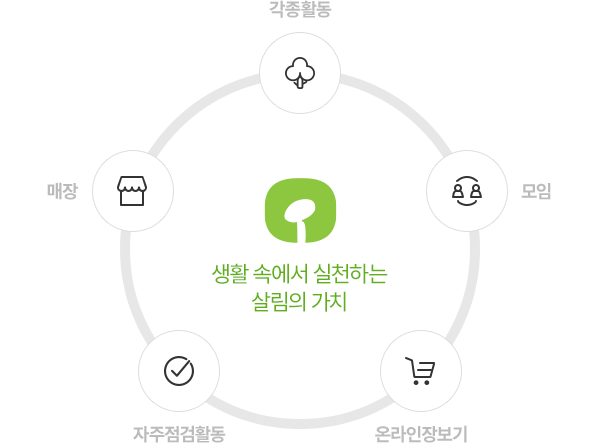 각종활동
매장
모임
생활 속에서 실천하는
살림의 가치
자주점검활동
온라인장보기